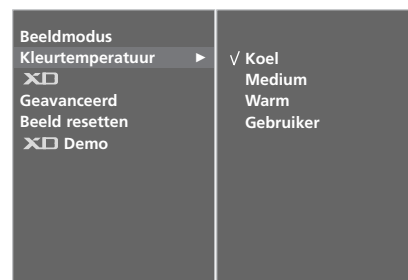 Beeldmodus
Kleurtemperatuur ►
XD
Geavanceerd
Beeld resetten
XD Demo
√ Koel
Medium
Warm
Gebruiker